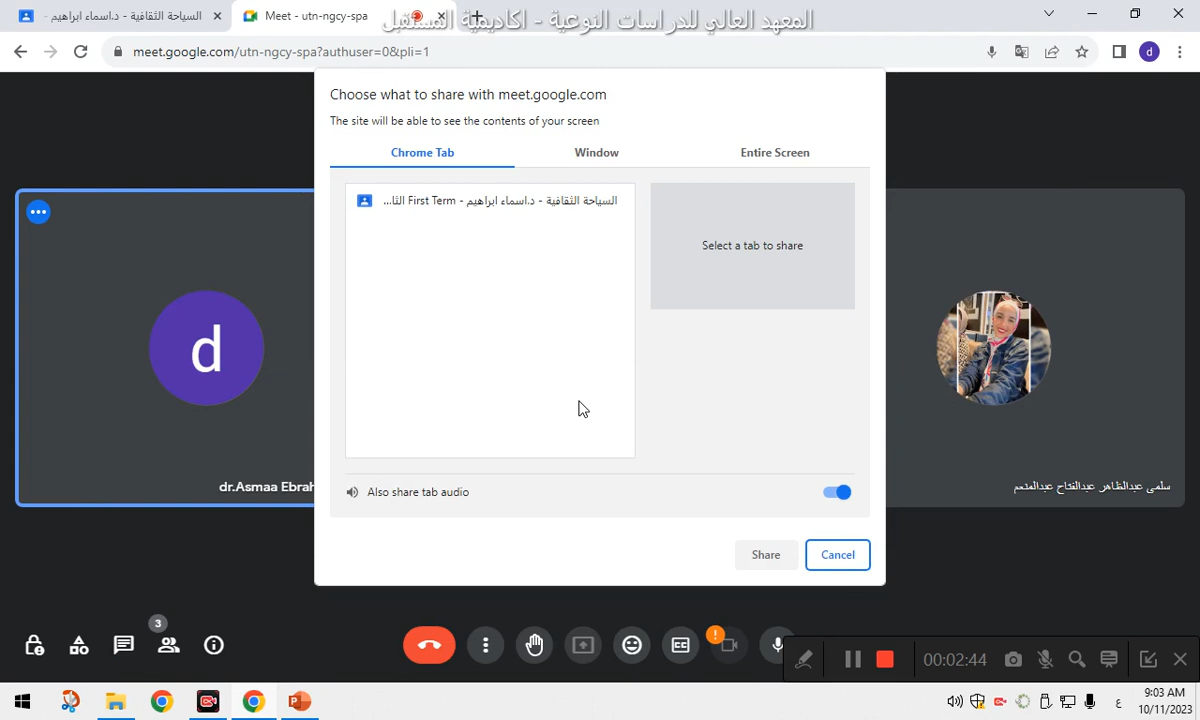 السياحة الثقافية - د.اسماء ابراهيم -
Meet - utn-ngcy-spa
المعهد العالي للدراسات النوعية - اكاديمية المستقبل
meet.google.com/utn-ngcy-spa?authuser=0&pli=1
d
Choose what to share with meet.google.com
The site will be able to see the contents of your screen
Chrome Tab
Window
Entire Screen
السياحة الثقافية - د.اسماء ابراهيم - First Term الثا...
Select a tab to share
d
dr.Asmaa Ebrah
سلمى عبدالظاهر عبدالفتاح عبدالمنعم
Also share tab audio
Share
Cancel
3
CC
!
00:02:44
P
ع
9:03 AM
10/11/2023